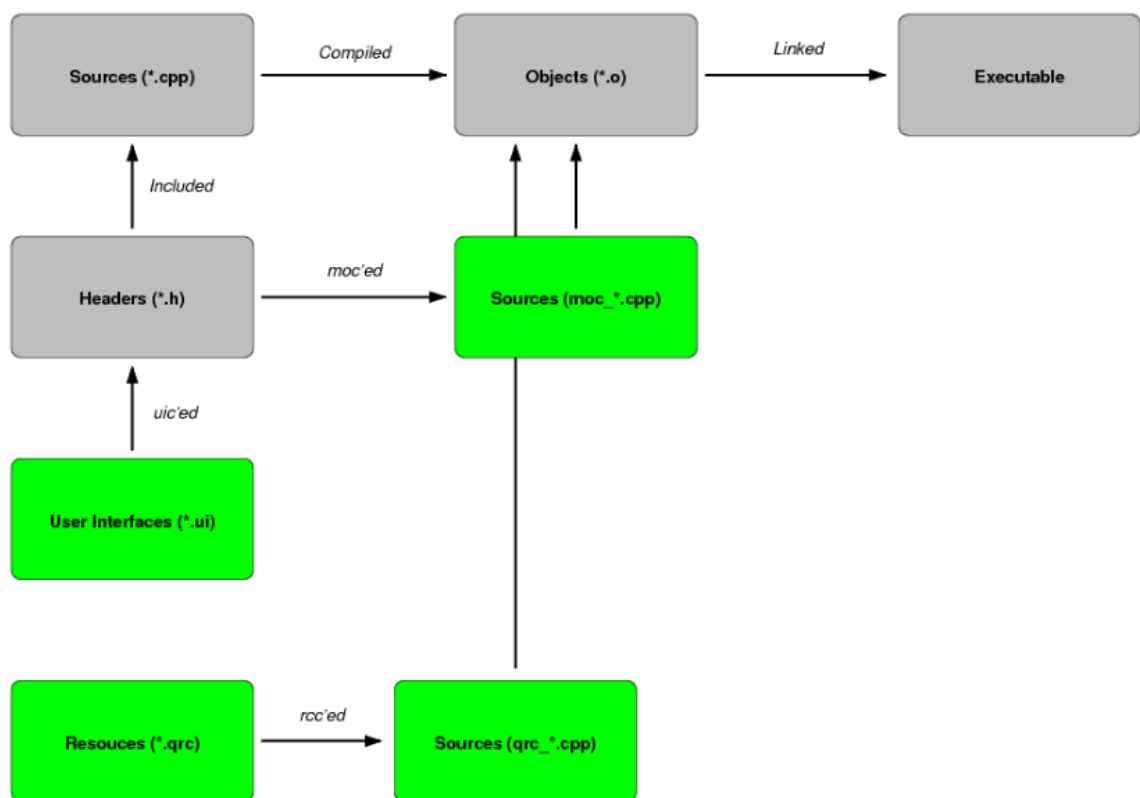 Sources (*.cpp)
Compiled
Objects (*.o)
Linked
Executable
Included
Headers (*.h)
moc'ed
Sources (moc_*.cpp)
uic'ed
User Interfaces (*.ui)
Resouces (*.qrc)
rcc'ed
Sources (qrc_*.cpp)